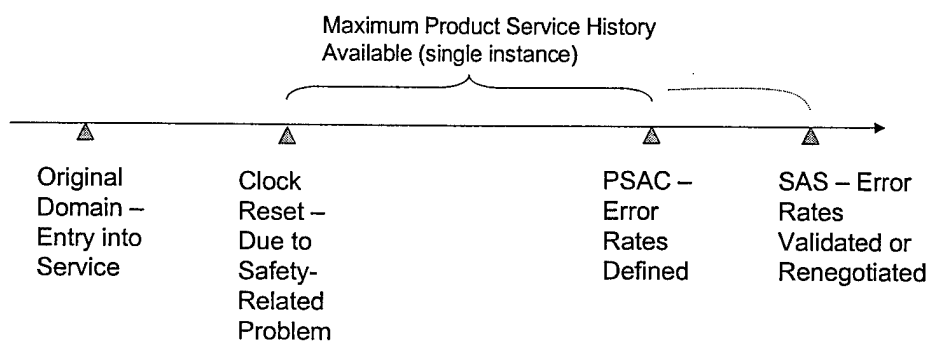 Maximum Product Service History
Available (single instance)
Original
Domain –
Entry into
Service
Clock
Reset –
Due to
Safety-
Related
Problem
PSAC –
Error
Rates
Defined
SAS – Error
Rates
Validated or
Renegotiated